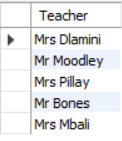 Teacher
Mrs Dlamini
Mr Moodley
Mrs Pillay
Mr Bones
Mrs Mbali